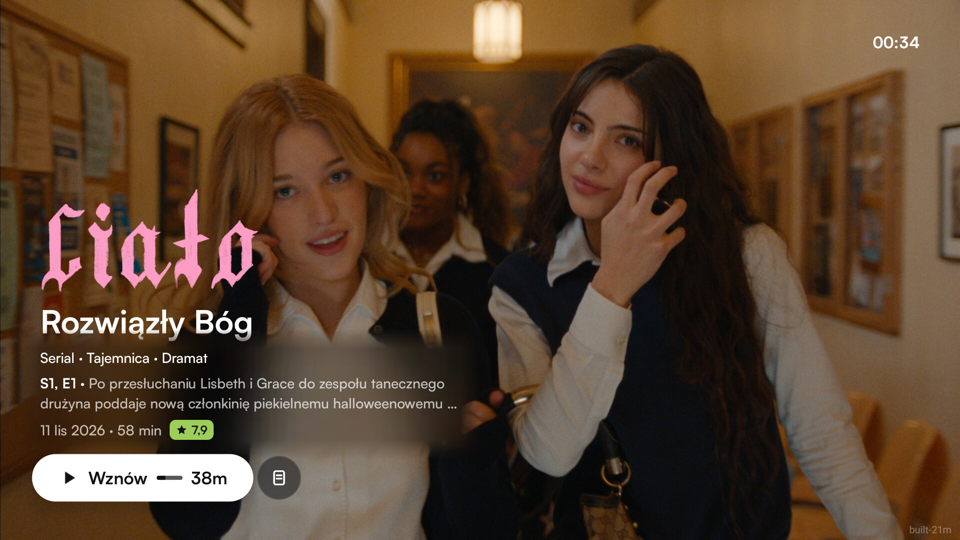 00:34
Ciało
Rozwiązły Bóg
Serial · Tajemnica · Dramat
S1, E1 · Po przesłuchaniu Lisbeth i Grace do zespołu tanecznego
drużyna poddaje nową członkinię piekielnemu halloweenowemu ...
11 lis 2026 · 58 min ★ 7,9
Wznów 38m
built-21m